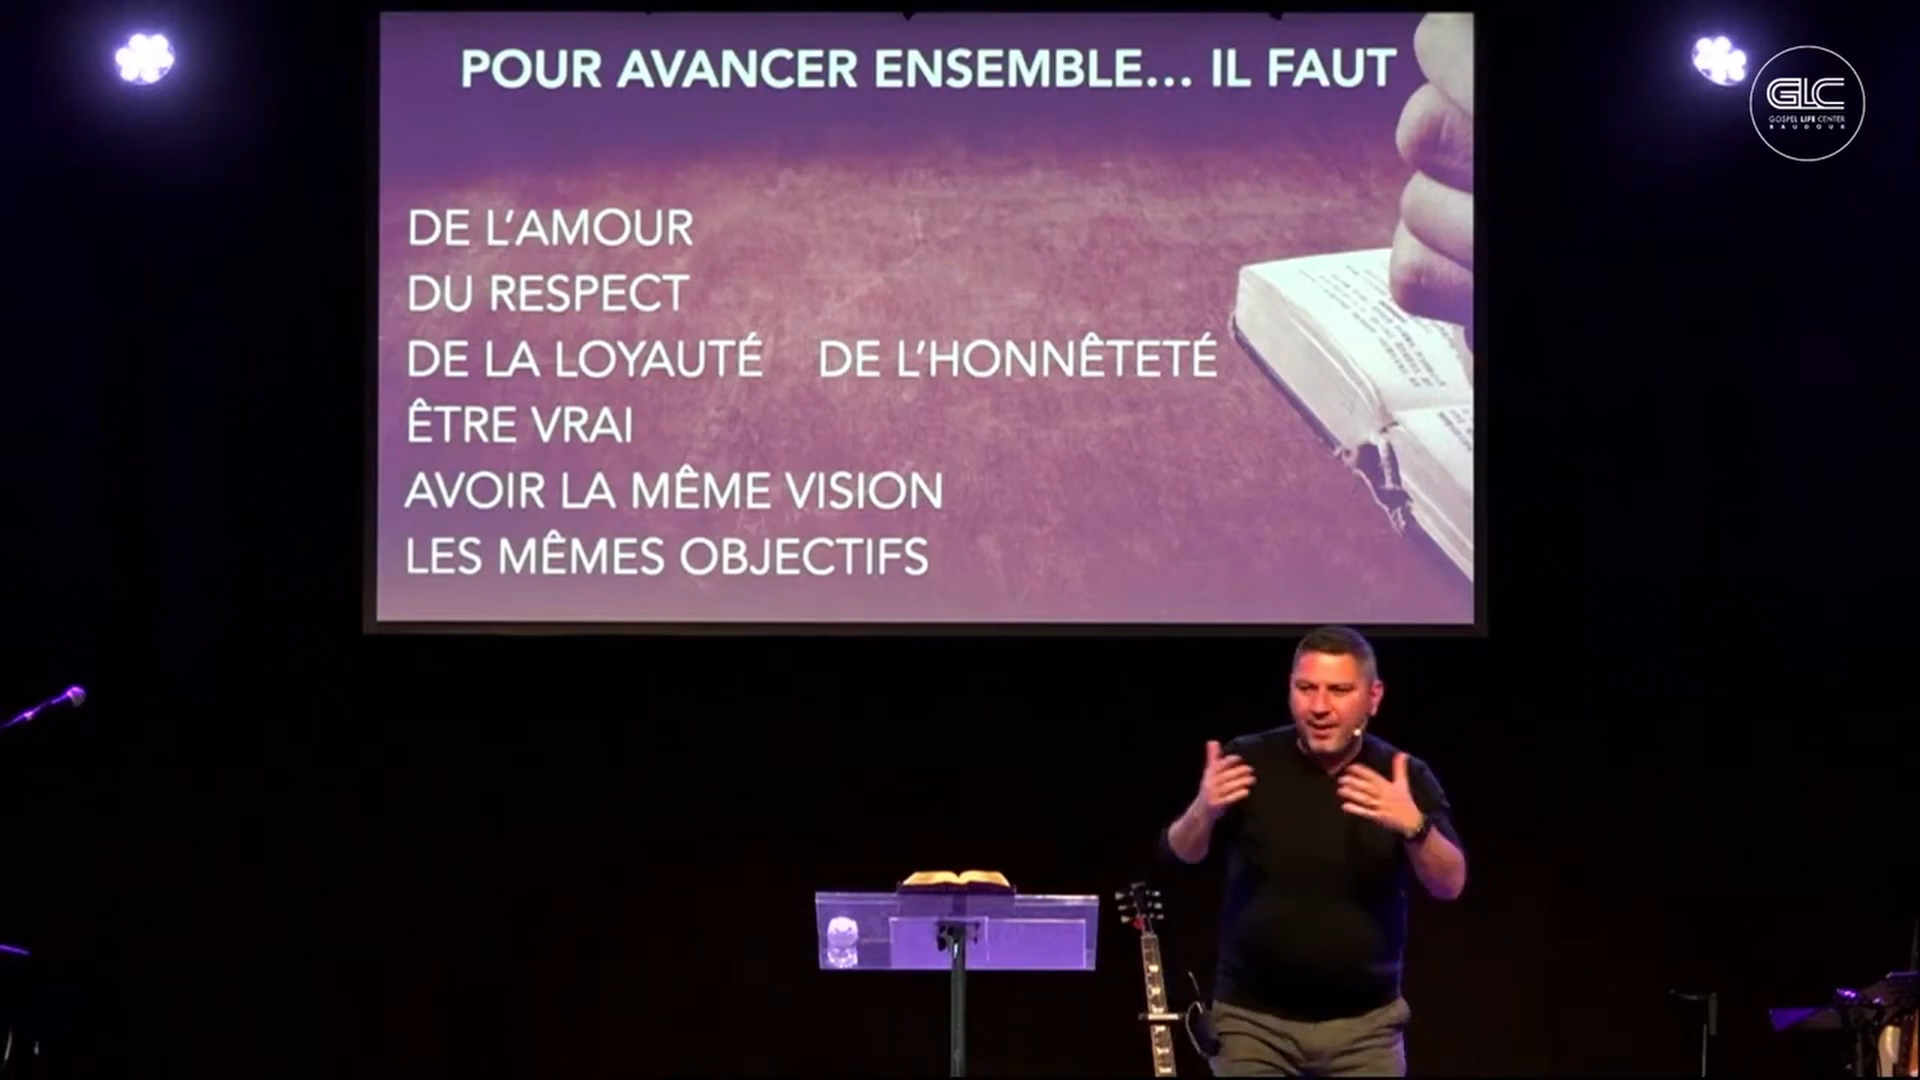 POUR AVANCER ENSEMBLE... IL FAUT
DE L'AMOUR
DU RESPECT
DE LA LOYAUTÉ DE L'HONNÊTETÉ
ÊTRE VRAI
AVOIR LA MÊME VISION
LES MÊMES OBJECTIFS
GLC
GOSPEL LIFE CENTER
BAUDOUR